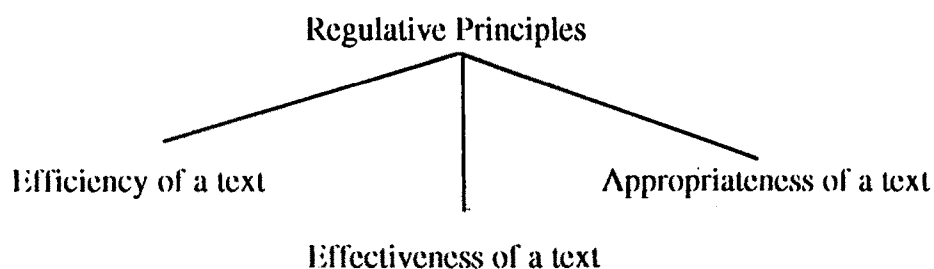 Regulative Principles
Efficiency of a text
Appropriateness of a text
Effectiveness of a text